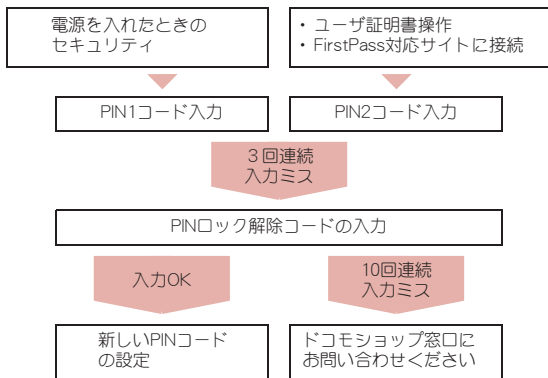 電源を入れたときの
セキュリティ
・ユーザ証明書操作
・FirstPass対応サイトに接続
PIN1コード入力
PIN2コード入力
3回連続
入力ミス
PINロック解除コードの入力
入力OK
10回連続
入力ミス
新しいPINコード
の設定
ドコモショップ窓口に
お問い合わせください